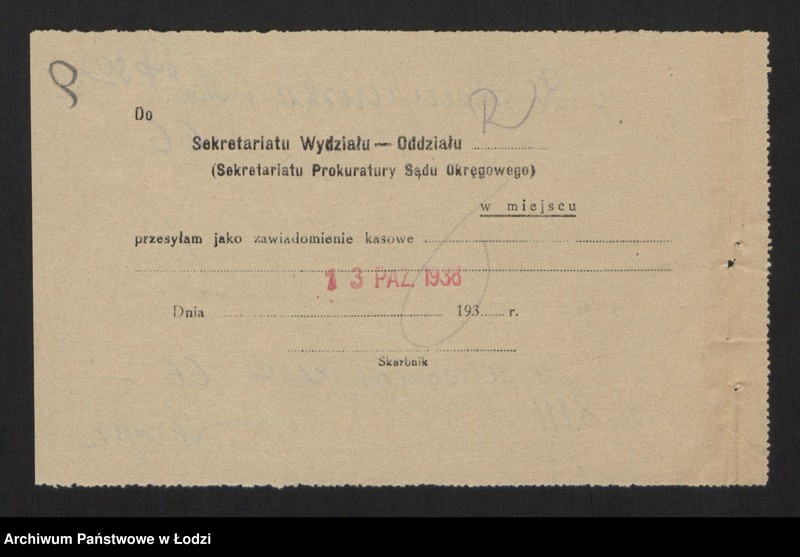 Do
R
Sekretariatu Wydziału — Oddziału
(Sekretariatu Prokuratury Sądu Okręgowego)
w miejscu
przesyłam jako zawiadomienie kasowe
13 PAŹ. 1938
Dnia 193 r.
Skarbnik
Archiwum Państwowe w Łodzi